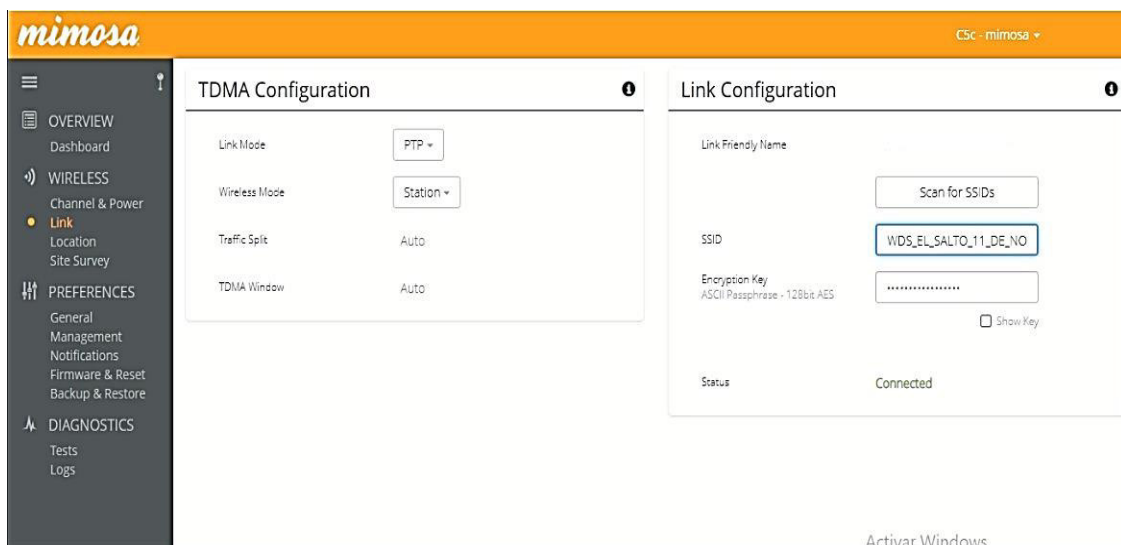 mimosa
C5c - mimosa
OVERVIEW
Dashboard
WIRELESS
Channel & Power
Link
Location
Site Survey
PREFERENCES
General
Management
Notifications
Firmware & Reset
Backup & Restore
DIAGNOSTICS
Tests
Logs
TDMA Configuration
Link Mode PTP
Wireless Mode Station
Traffic Split Auto
TDMA Window Auto
Link Configuration
Link Friendly Name
Scan for SSIDs
SSID WDS_EL_SALTO_11_DE_NO
Encryption Key
ASCII Passphrase - 128bit AES
Show Key
Status Connected
Activar Windows